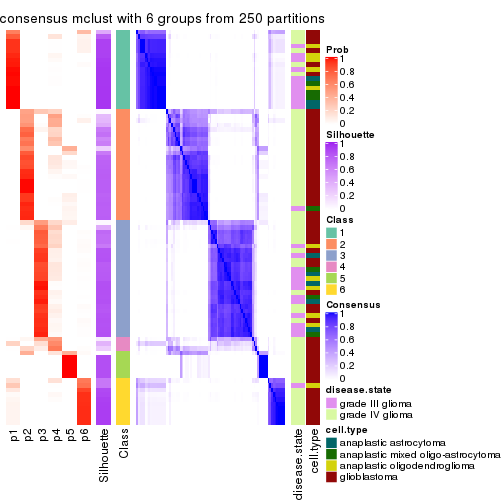 consensus mclust with 6 groups from 250 partitions
Prob
1
0.8
0.6
0.4
0.2
0
Silhouette
1
0.8
0.6
0.4
0.2
0
Class
1
2
3
4
5
6
Consensus
1
0.8
0.6
0.4
0.2
0
disease.state
grade III glioma
grade IV glioma
cell.type
anaplastic astrocytoma
anaplastic mixed oligo-astrocytoma
anaplastic oligodendroglioma
glioblastoma
p1
p2
p3
p4
p5
p6
Silhouette
Class
disease.state
cell.type